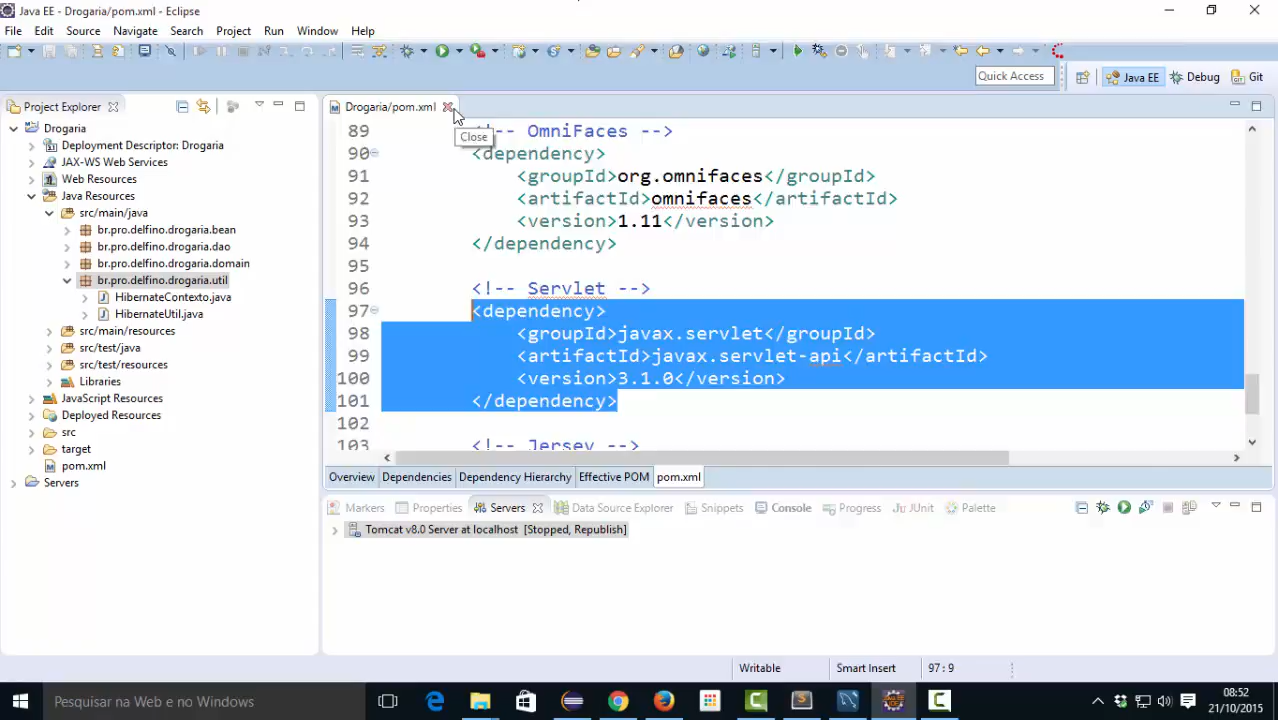 Java EE - Drogaria/pom.xml - Eclipse
File Edit Source Navigate Search Project Run Window Help
Quick Access Java EE Debug Git
Project Explorer
Drogaria
Deployment Descriptor: Drogaria
JAX-WS Web Services
Web Resources
Java Resources
src/main/java
br.pro.delfino.drogaria.bean
br.pro.delfino.drogaria.dao
br.pro.delfino.drogaria.domain
br.pro.delfino.drogaria.util
HibernateContexto.java
HibernateUtil.java
src/main/resources
src/test/java
src/test/resources
Libraries
JavaScript Resources
Deployed Resources
src
target
pom.xml
Servers
Drogaria/pom.xml
Close
89 <!-- OmniFaces -->
90 <dependency>
91 <groupId>org.omnifaces</groupId>
92 <artifactId>omnifaces</artifactId>
93 <version>1.11</version>
94 </dependency>
95
96 <!-- Servlet -->
97 <dependency>
98 <groupId>javax.servlet</groupId>
99 <artifactId>javax.servlet-api</artifactId>
100 <version>3.1.0</version>
101 </dependency>
102
103 <!-- Jersey -->
Overview Dependencies Dependency Hierarchy Effective POM pom.xml
Markers Properties Servers Data Source Explorer Snippets Console Progress JUnit Palette
Tomcat v8.0 Server at localhost [Stopped, Republish]
Writable Smart Insert 97 : 9
Pesquisar na Web e no Windows
08:52
21/10/2015